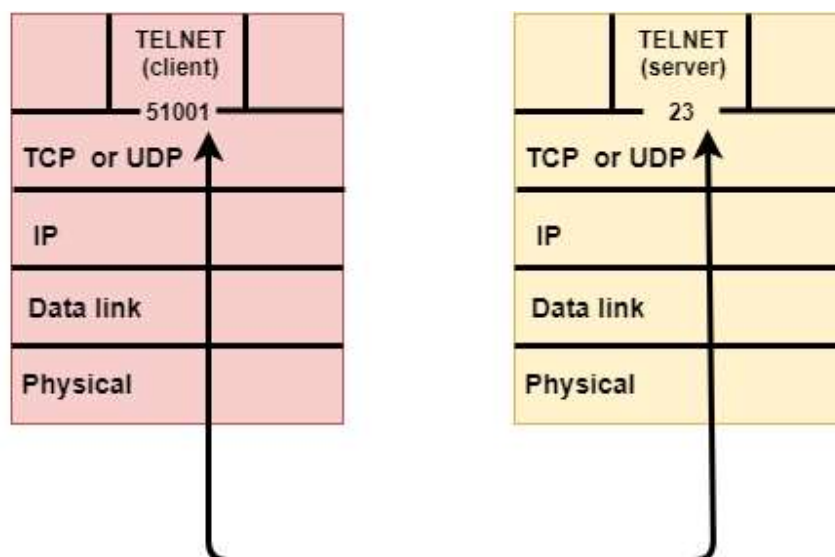 TELNET
(client)
51001
TCP or UDP
IP
Data link
Physical
TELNET
(server)
23
TCP or UDP
IP
Data link
Physical